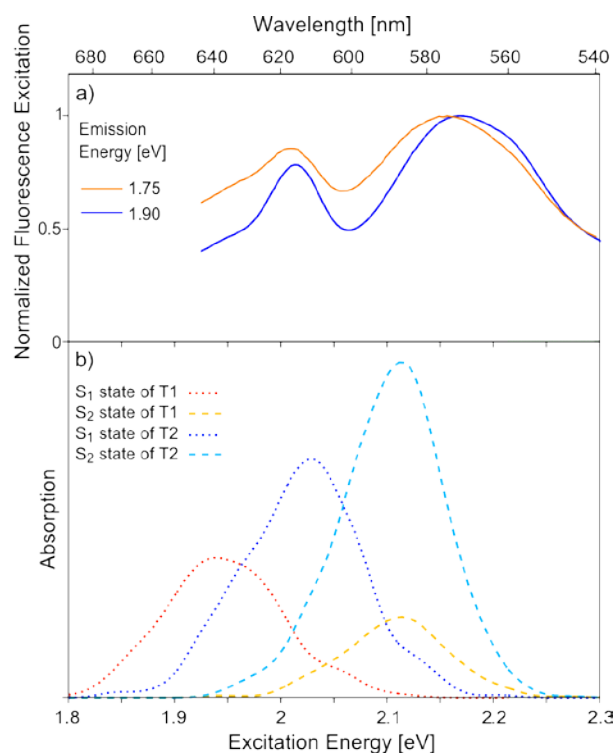 Wavelength [nm]
680 660 640 620 600 580 560 540
Normalized Fluorescence Excitation
a)
1
0.5
0
Emission
Energy [eV]
1.75
1.90
b)
S₁ state of T1
S₂ state of T1
S₁ state of T2
S₂ state of T2
Absorption
1.8 1.9 2 2.1 2.2 2.3
Excitation Energy [eV]